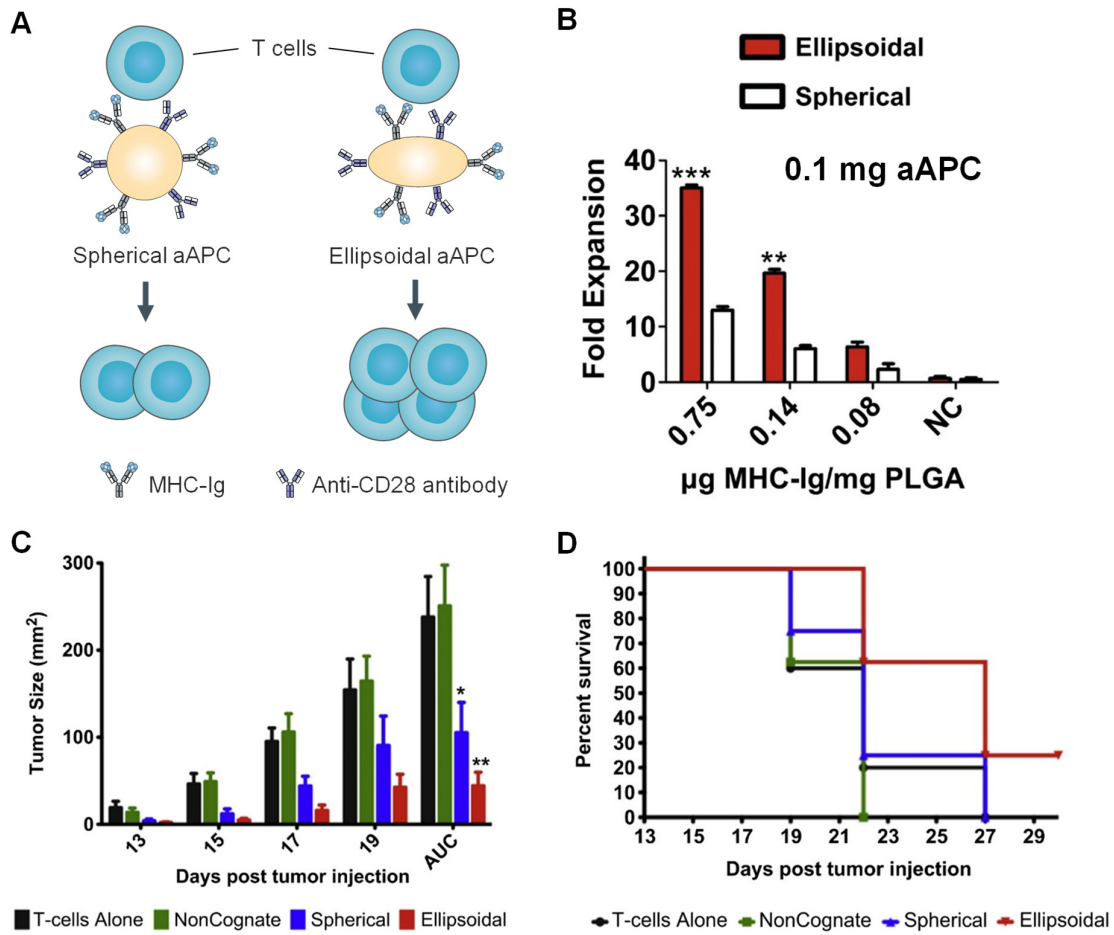 A
T cells
Spherical aAPC
Ellipsoidal aAPC
MHC-Ig
Anti-CD28 antibody
B
Ellipsoidal
Spherical
0.1 mg aAPC
Fold Expansion
40
30
20
10
0
***
**
0.75
0.14
0.08
NC
µg MHC-Ig/mg PLGA
C
Tumor Size (mm²)
300
200
100
0
*
**
13
15
17
19
AUC
Days post tumor injection
T-cells Alone
NonCognate
Spherical
Ellipsoidal
D
Percent survival
100
90
80
70
60
50
40
30
20
10
0
13
15
17
19
21
23
25
27
29
Days post tumor injection
T-cells Alone
NonCognate
Spherical
Ellipsoidal